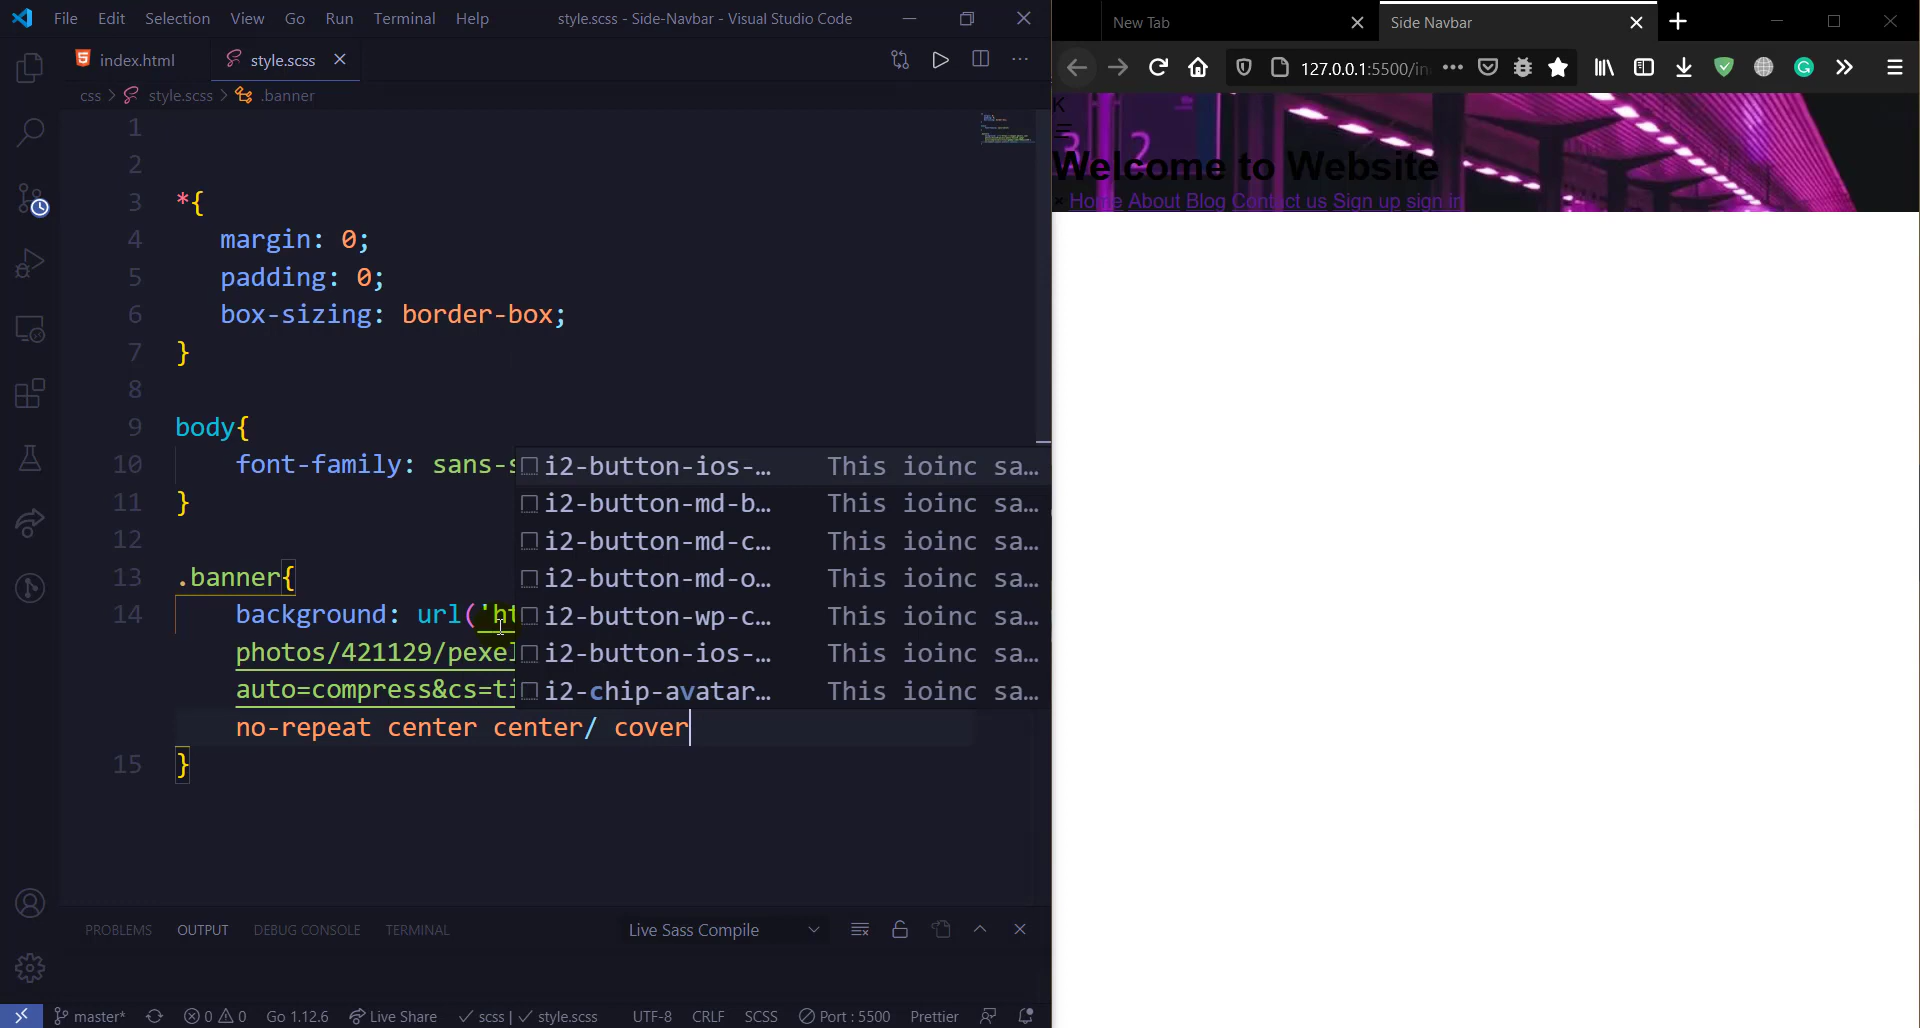 File Edit Selection View Go Run Terminal Help style.scss - Side-Navbar - Visual Studio Code
index.html style.scss
css > style.scss > .banner
1
2
3 *{
4 margin: 0;
5 padding: 0;
6 box-sizing: border-box;
7 }
8
9 body{
10 font-family: sans-s
11 }
12
13 .banner{
14 background: url('ht
photos/421129/pexel
auto=compress&cs=ti
no-repeat center center/ cover
15 }
i2-button-ios-… This ioinc sa…
i2-button-md-b… This ioinc sa…
i2-button-md-c… This ioinc sa…
i2-button-md-o… This ioinc sa…
i2-button-wp-c… This ioinc sa…
i2-button-ios-… This ioinc sa…
i2-chip-avatar… This ioinc sa…
PROBLEMS OUTPUT DEBUG CONSOLE TERMINAL Live Sass Compile
master* 0 0 Go 1.12.6 Live Share scss | style.scss UTF-8 CRLF SCSS Port : 5500 Prettier
New Tab Side Navbar
127.0.0.1:5500/in
K
3 2
Welcome to Website
× Home About Blog Contact us Sign up sign in